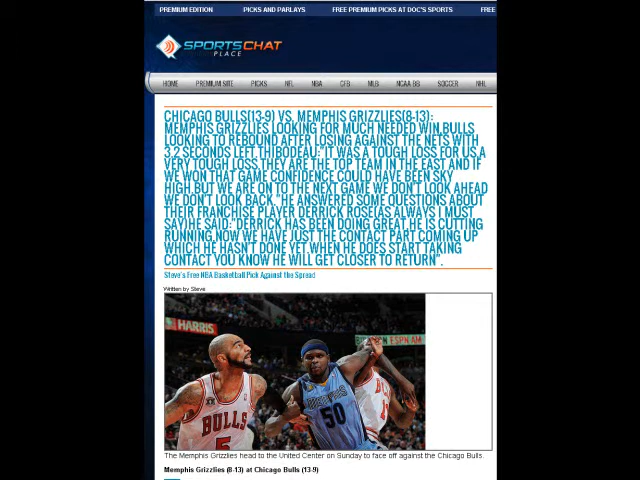 PREMIUM EDITION PICKS AND PARLAYS FREE PREMIUM PICKS AT DOC'S SPORTS FREE
SPORTSCHAT
PLACE
HOME PREMIUM SITE PICKS NFL NBA CFB MLB NCAA BB SOCCER NHL
CHICAGO BULLS(13-9) VS. MEMPHIS GRIZZLIES(8-13):
MEMPHIS GRIZZLIES LOOKING FOR MUCH NEEDED WIN,BULLS
LOOKING TO REBOUND AFTER LOSING AGAINST THE NETS WITH
3.2 SECONDS LEFT.THIBODEAU:"IT WAS A TOUGH LOSS FOR US,A
VERY TOUGH LOSS.THEY ARE THE TOP TEAM IN THE EAST AND IF
WE WON THAT GAME CONFIDENCE COULD HAVE BEEN SKY
HIGH.BUT WE ARE ON TO THE NEXT GAME WE DON'T LOOK AHEAD
WE DON'T LOOK BACK."HE ANSWERED SOME QUESTIONS ABOUT
THEIR FRANCHISE PLAYER DERRICK ROSE(AS ALWAYS I MUST
SAY)HE SAID:"DERRICK HAS BEEN DOING GREAT.HE IS CUTTING
RUNNING,NOW WE HAVE JUST THE CONTACT PART COMING UP
WHICH HE HASN'T DONE YET.WHEN HE DOES START TAKING
CONTACT YOU KNOW HE WILL GET CLOSER TO RETURN".
Steve's Free NBA Basketball Pick Against the Spread
Written by Steve
HARRIS
ESPN AM
BULLS
5
50
1
The Memphis Grizzlies head to the United Center on Sunday to face off against the Chicago Bulls.
Memphis Grizzlies (8-13) at Chicago Bulls (13-9)